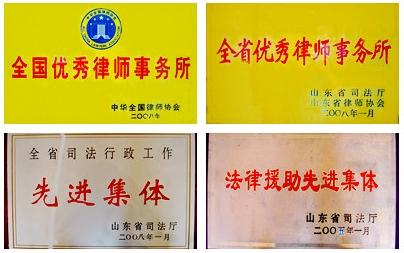 全国优秀律师事务所
中华全国律师协会
二〇〇八年
全省优秀律师事务所
山东省司法厅
山东省律师协会
二〇〇八年一月
全省司法行政工作
先进集体
山东省司法厅
二〇〇八年一月
法律援助先进集体
山东省司法厅
二〇〇五年一月